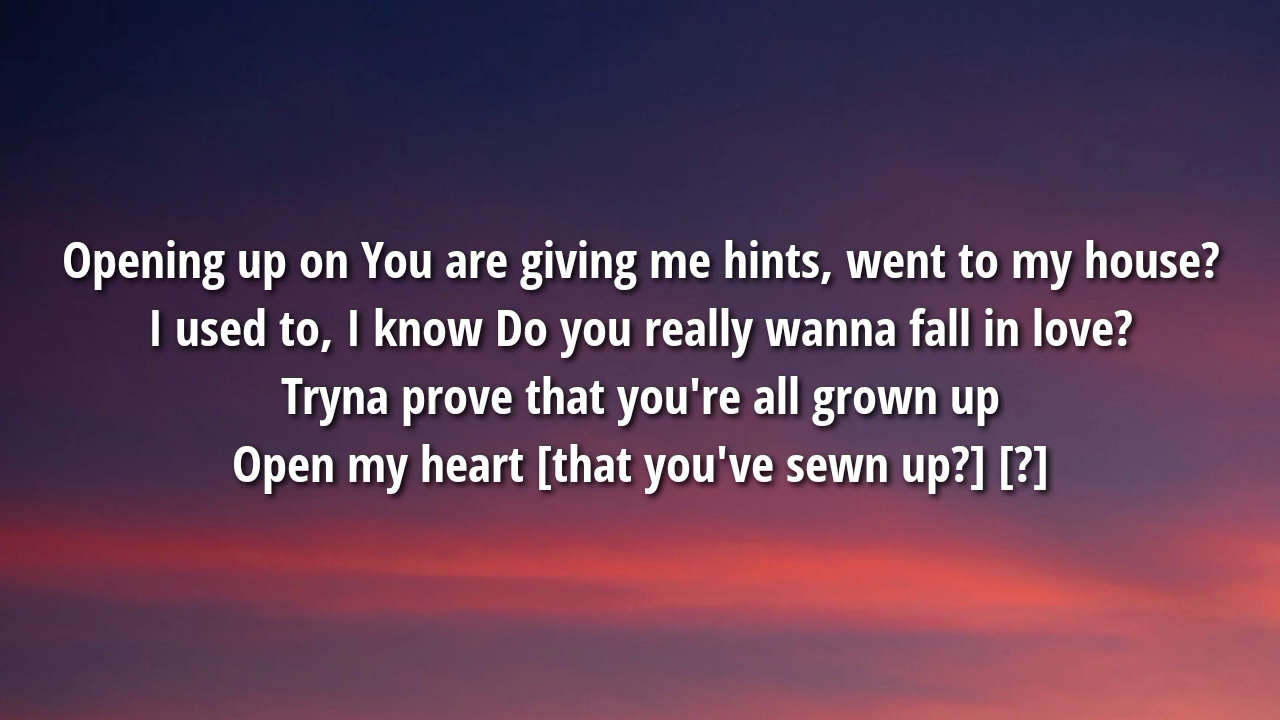 Opening up on You are giving me hints, went to my house?
I used to, I know Do you really wanna fall in love?
Tryna prove that you're all grown up
Open my heart [that you've sewn up?] [?]